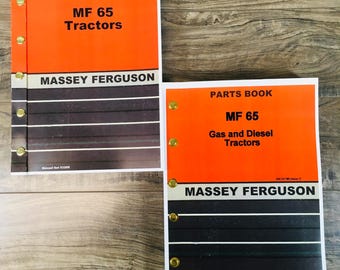 MF 65
Tractors
MASSEY FERGUSON
PARTS BOOK
MF 65
Gas and Diesel
Tractors
MASSEY FERGUSON